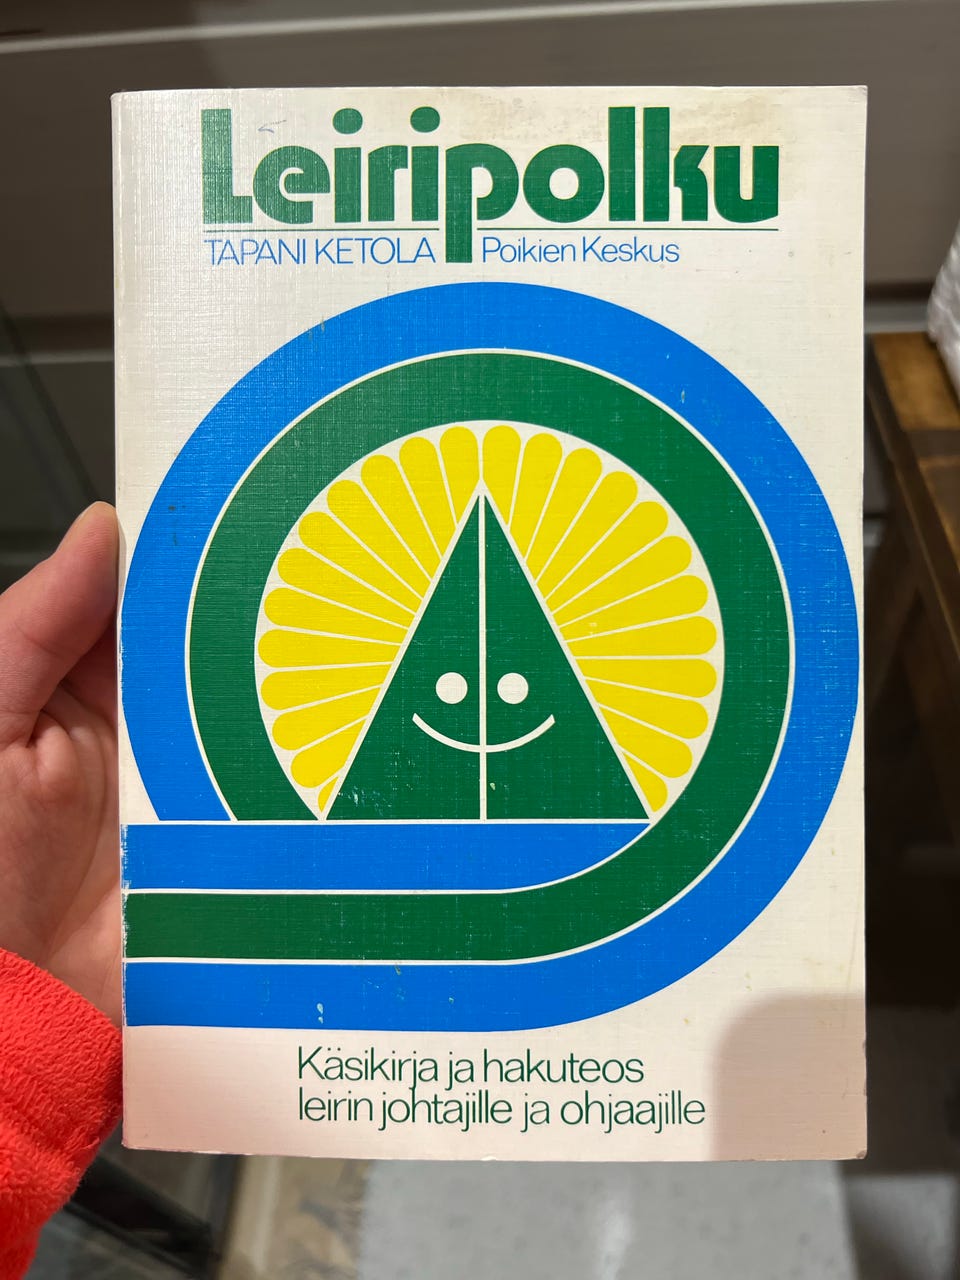 Leiripolku
TAPANI KETOLA Poikien Keskus
Käsikirja ja hakuteos
leirin johtajille ja ohjaajille